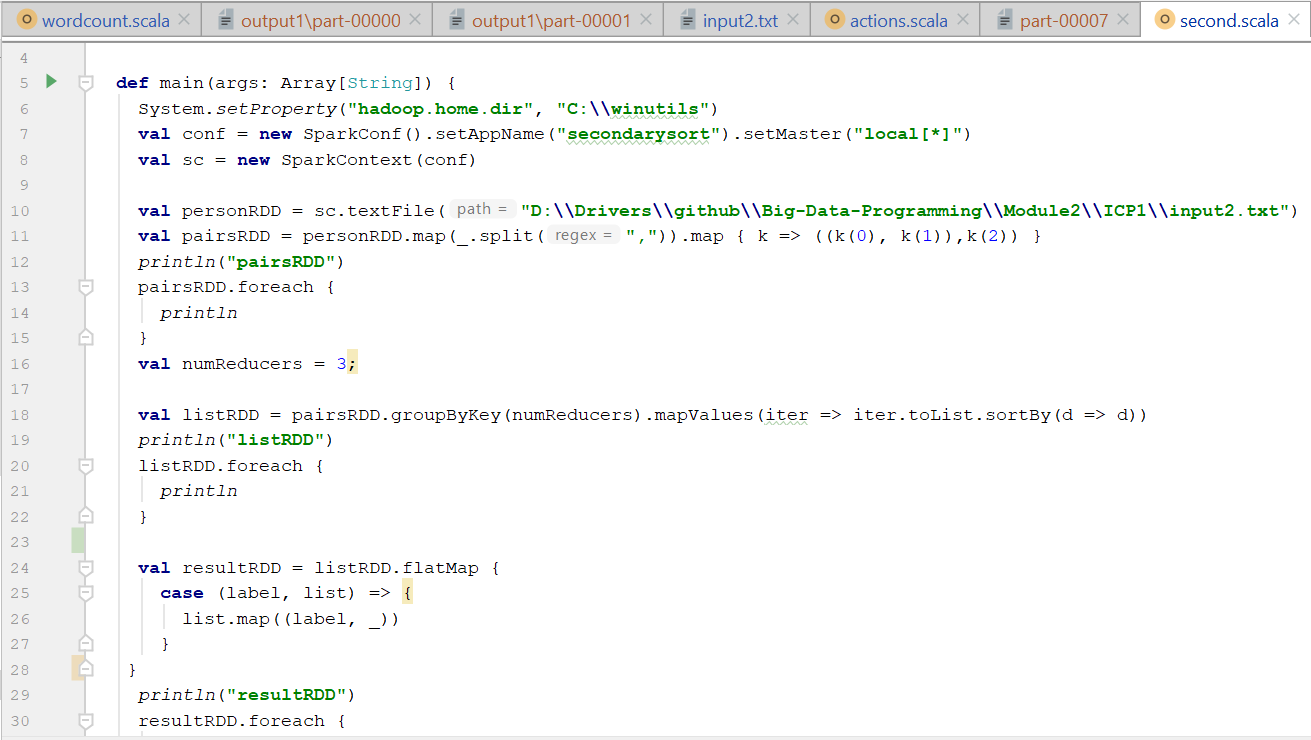 wordcount.scala output1\part-00000 output1\part-00001 input2.txt actions.scala part-00007 second.scala
4
5 def main(args: Array[String]) {
6 System.setProperty("hadoop.home.dir", "C:\\winutils")
7 val conf = new SparkConf().setAppName("secondarysort").setMaster("local[*]")
8 val sc = new SparkContext(conf)
9
10 val personRDD = sc.textFile( path = "D:\\Drivers\\github\\Big-Data-Programming\\Module2\\ICP1\\input2.txt")
11 val pairsRDD = personRDD.map(_.split( regex = ",")).map { k => ((k(0), k(1)),k(2)) }
12 println("pairsRDD")
13 pairsRDD.foreach {
14 println
15 }
16 val numReducers = 3;
17
18 val listRDD = pairsRDD.groupByKey(numReducers).mapValues(iter => iter.toList.sortBy(d => d))
19 println("listRDD")
20 listRDD.foreach {
21 println
22 }
23
24 val resultRDD = listRDD.flatMap {
25 case (label, list) => {
26 list.map((label, _))
27 }
28 }
29 println("resultRDD")
30 resultRDD.foreach {